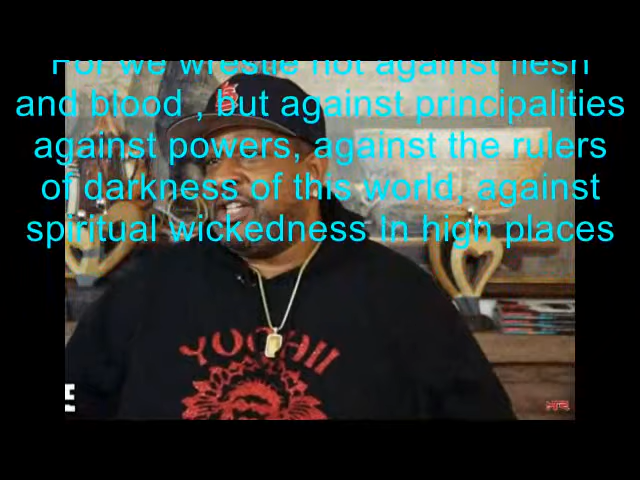 For we wrestle not against flesh
and blood , but against principalities
against powers, against the rulers
of darkness of this world, against
spiritual wickedness In high places